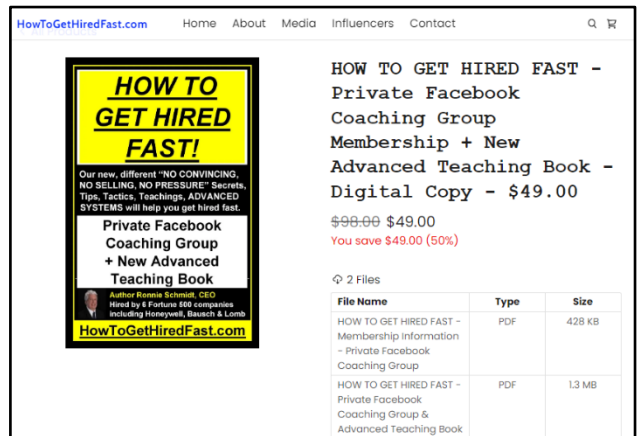 HowToGetHiredFast.com Home About Media Influencers Contact
All Products
HOW TO
GET HIRED
FAST!
Our new, different “NO CONVINCING,
NO SELLING, NO PRESSURE” Secrets,
Tips, Tactics, Teachings, ADVANCED
SYSTEMS will help you get hired fast.
Private Facebook
Coaching Group
+ New Advanced
Teaching Book
Author Ronnie Schmidt, CEO
Hired by 6 Fortune 500 companies
including Honeywell, Bausch & Lomb
HowToGetHiredFast.com
HOW TO GET HIRED FAST -
Private Facebook
Coaching Group
Membership + New
Advanced Teaching Book -
Digital Copy - $49.00
$98.00 $49.00
You save $49.00 (50%)
2 Files
File Name Type Size
HOW TO GET HIRED FAST - PDF 428 KB
Membership Information
- Private Facebook
Coaching Group
HOW TO GET HIRED FAST - PDF 1.3 MB
Private Facebook
Coaching Group &
Advanced Teaching Book